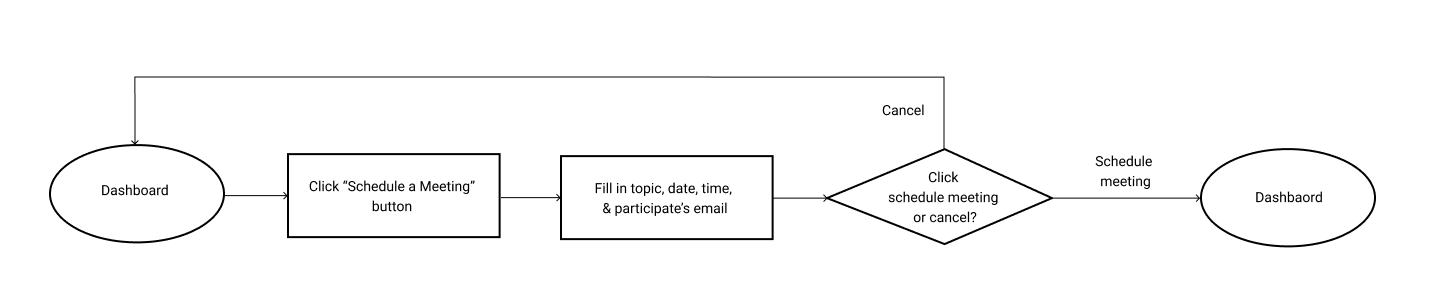 Cancel
Dashboard
Click “Schedule a Meeting”
button
Fill in topic, date, time,
& participate’s email
Click
schedule meeting
or cancel?
Schedule
meeting
Dashbaord